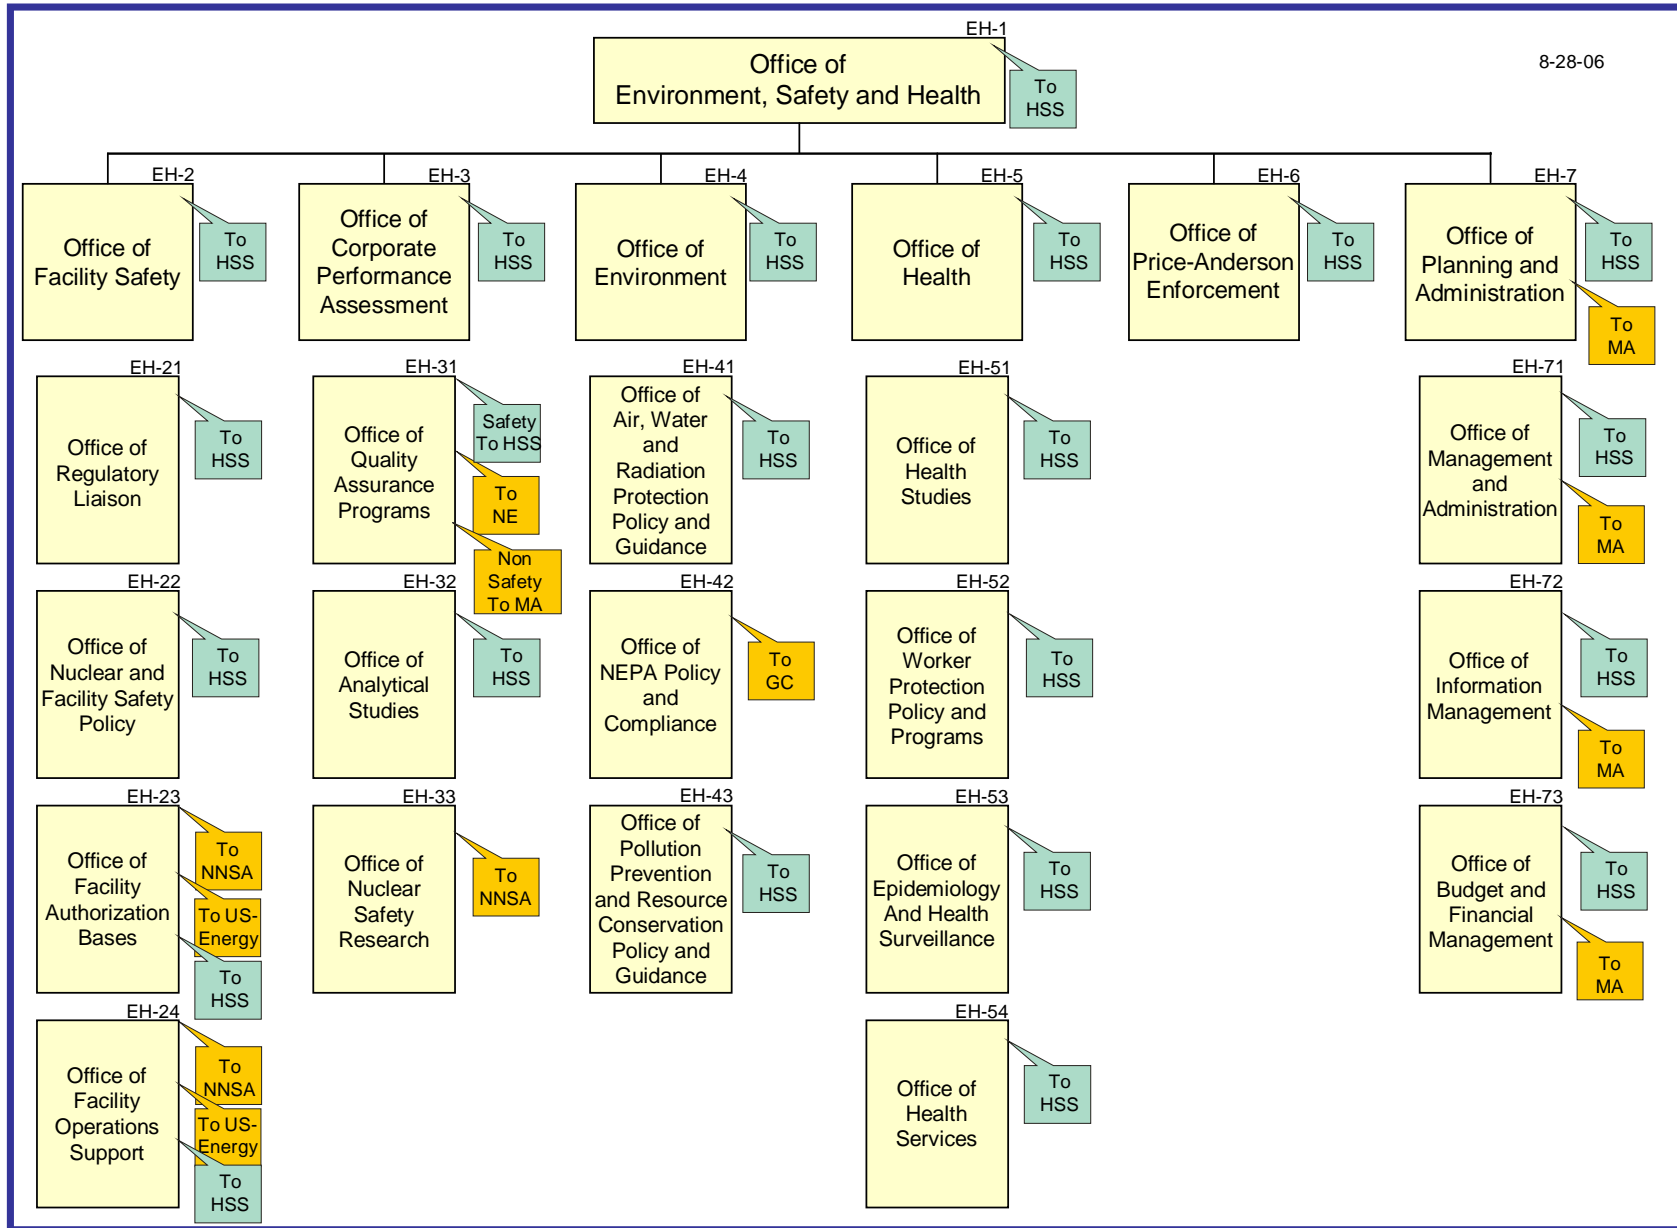 EH-1
Office of
Environment, Safety and Health
To
HSS
8-28-06
EH-2
Office of
Facility Safety
To
HSS
EH-3
Office of
Corporate
Performance
Assessment
To
HSS
EH-4
Office of
Environment
To
HSS
EH-5
Office of
Health
To
HSS
EH-6
Office of
Price-Anderson
Enforcement
To
HSS
EH-7
Office of
Planning and
Administration
To
HSS
To
MA
EH-21
Office of
Regulatory
Liaison
To
HSS
EH-31
Office of
Quality
Assurance
Programs
Safety
To HSS
To
NE
Non
Safety
To MA
EH-41
Office of
Air, Water
and
Radiation
Protection
Policy and
Guidance
To
HSS
EH-51
Office of
Health
Studies
To
HSS
EH-71
Office of
Management
and
Administration
To
HSS
To
MA
EH-22
Office of
Nuclear and
Facility Safety
Policy
To
HSS
EH-32
Office of
Analytical
Studies
To
HSS
EH-42
Office of
NEPA Policy
and
Compliance
To
GC
EH-52
Office of
Worker
Protection
Policy and
Programs
To
HSS
EH-72
Office of
Information
Management
To
HSS
To
MA
EH-23
Office of
Facility
Authorization
Bases
To
NNSA
To US-
Energy
To
HSS
EH-33
Office of
Nuclear
Safety
Research
To
NNSA
EH-43
Office of
Pollution
Prevention
and Resource
Conservation
Policy and
Guidance
To
HSS
EH-53
Office of
Epidemiology
And Health
Surveillance
To
HSS
EH-73
Office of
Budget and
Financial
Management
To
HSS
To
MA
EH-24
Office of
Facility
Operations
Support
To
NNSA
To US-
Energy
To
HSS
EH-54
Office of
Health
Services
To
HSS